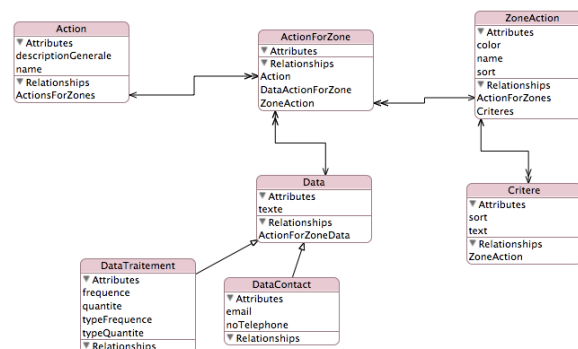 Action
Attributes
descriptionGenerale
name
Relationships
ActionsForZones
ActionForZone
Attributes
Relationships
Action
DataActionForZone
ZoneAction
ZoneAction
Attributes
color
name
sort
Relationships
ActionForZones
Criteres
Data
Attributes
texte
Relationships
ActionForZoneData
Critere
Attributes
sort
text
Relationships
ZoneAction
DataTraitement
Attributes
frequence
quantite
typeFrequence
typeQuantite
Relationships
DataContact
Attributes
email
noTelephone
Relationships